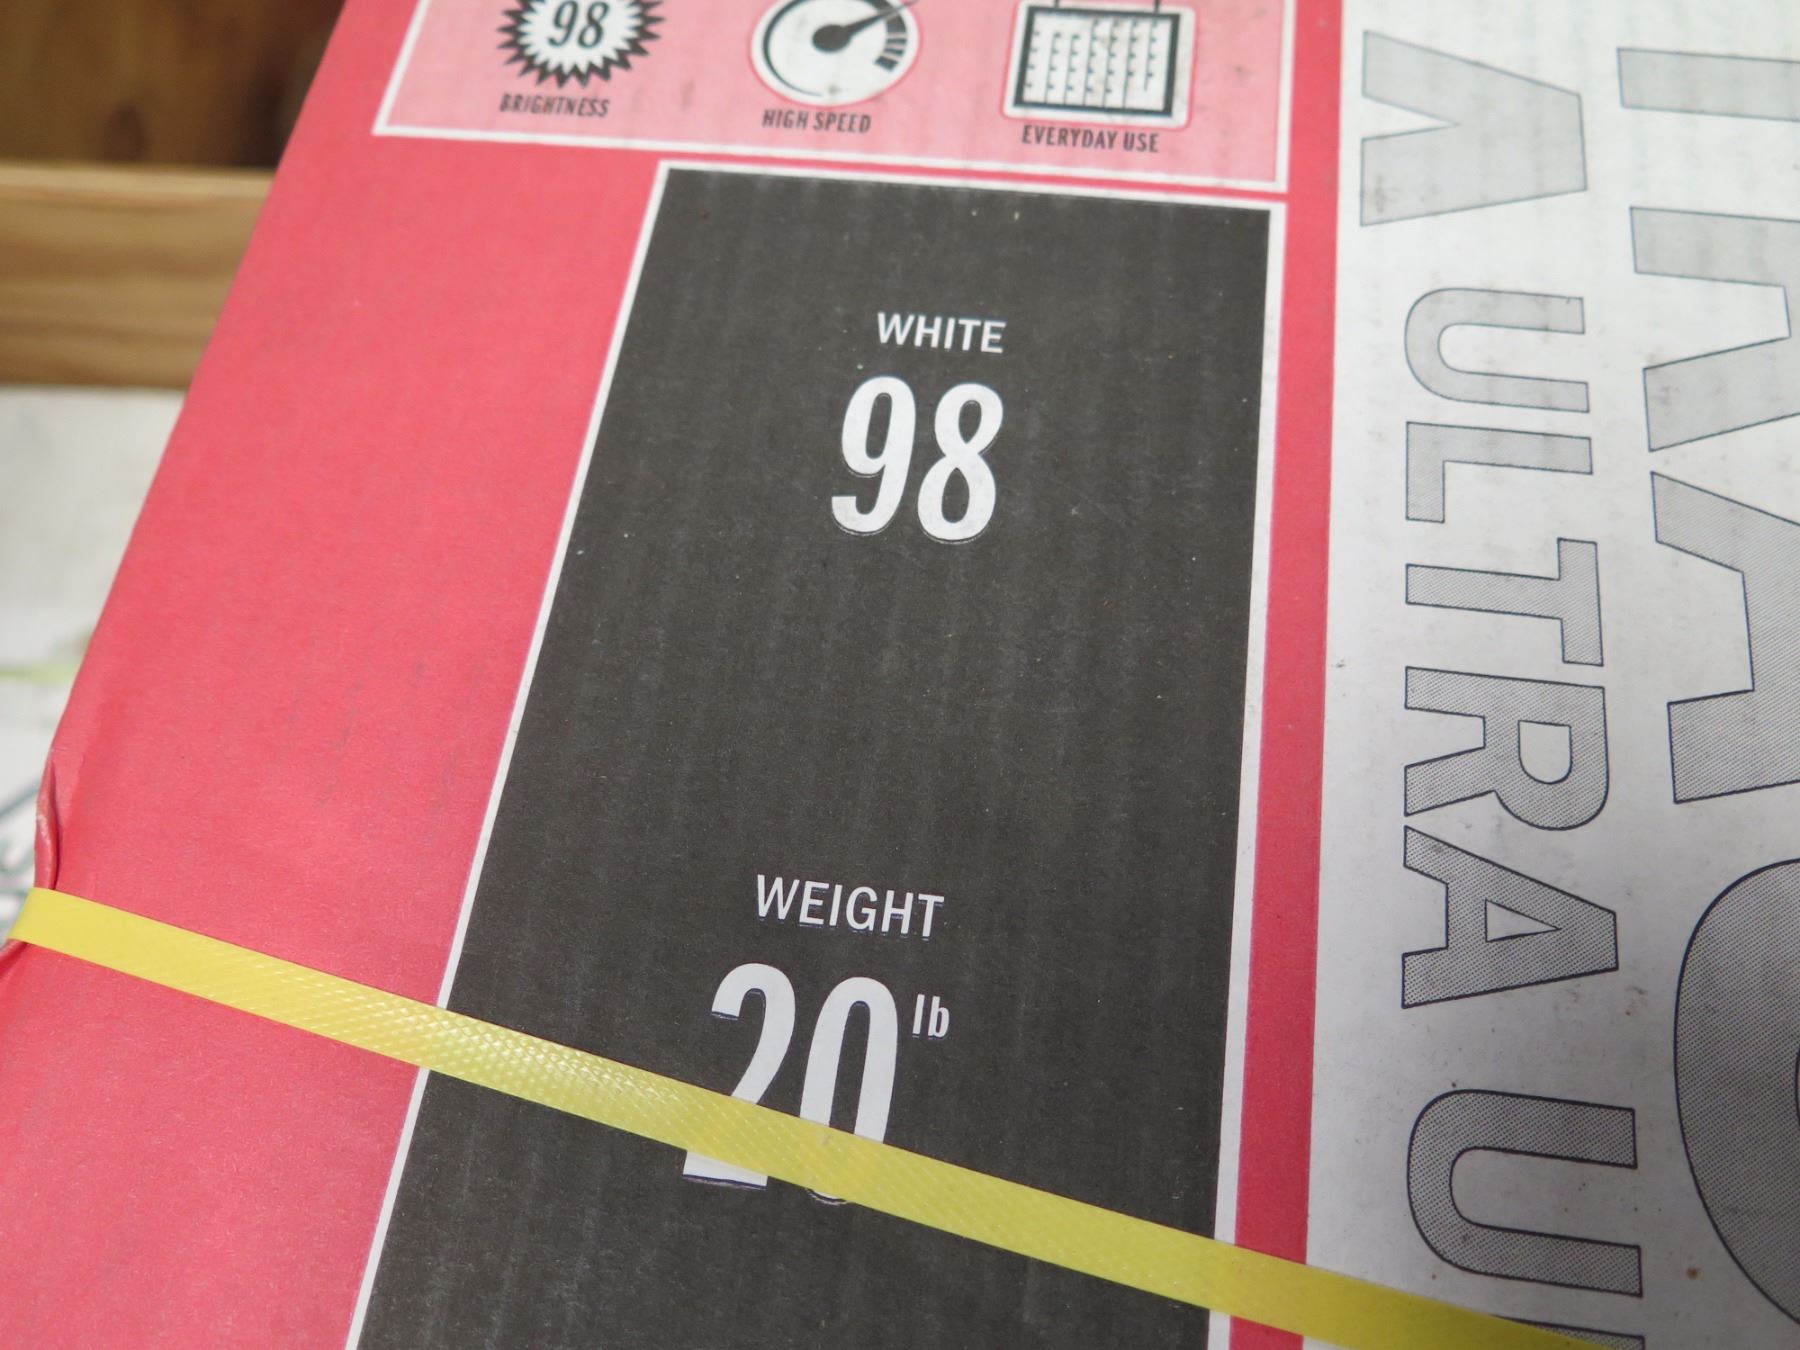 98
BRIGHTNESS
HIGH SPEED
EVERYDAY USE
WHITE
98
WEIGHT
20 lb
ULTRA